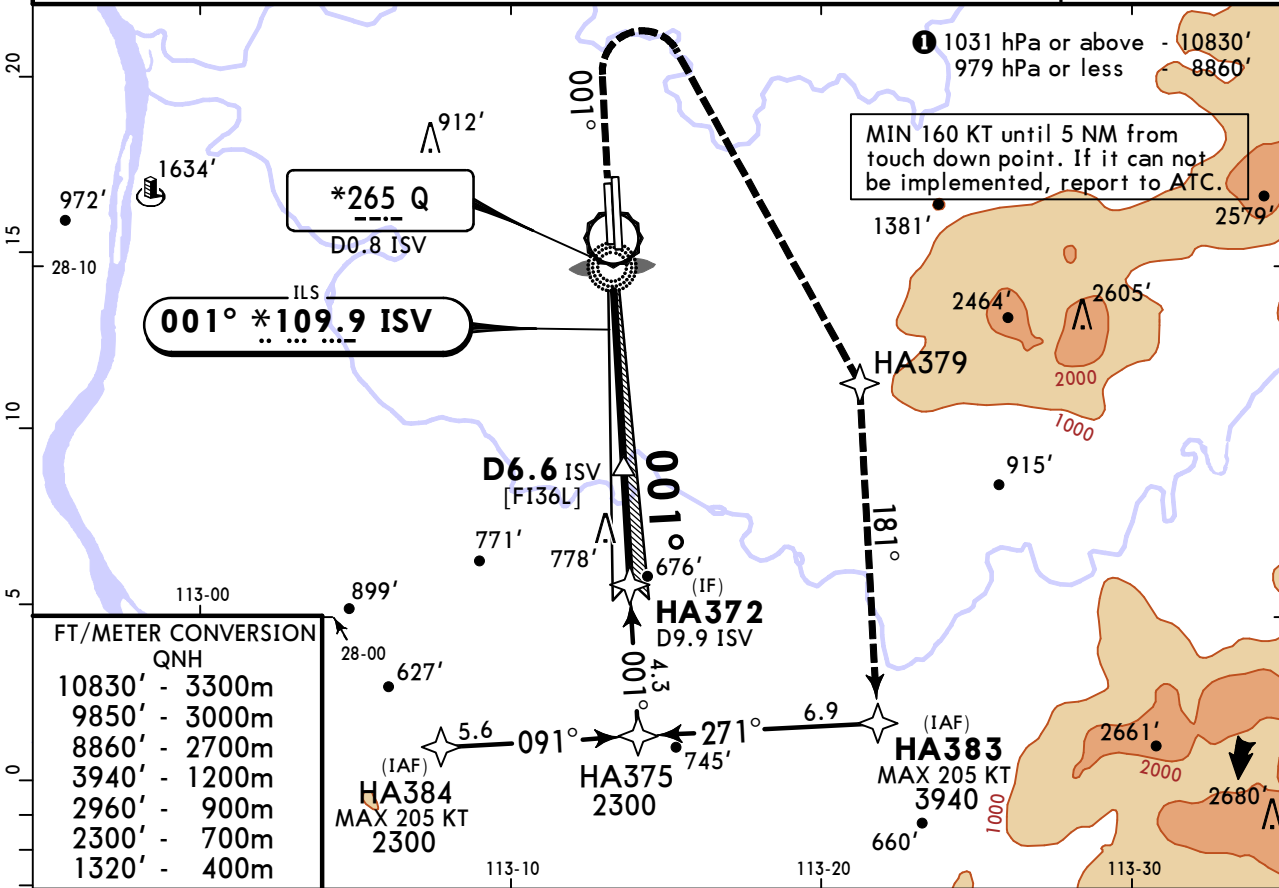 ❶ 1031 hPa or above - 10830'
979 hPa or less - 8860'
MIN 160 KT until 5 NM from
touch down point. If it can not
be implemented, report to ATC.
20
15
10
5
0
001°
912'
1634'
972'
*265 Q
D0.8 ISV
28-10
ILS
001° *109.9 ISV
1381'
2579'
2464'
2605'
2000
1000
HA379
915'
D6.6 ISV
[FI36L]
001°
181°
771'
778'
676'
(IF)
HA372
D9.9 ISV
113-00
899'
28-00
627'
4.3
001°
5.6
091°
271°
6.9
(IAF)
HA384
MAX 205 KT
2300
HA375
2300
745'
(IAF)
HA383
MAX 205 KT
3940
660'
2661'
2000
2680'
1000
113-10
113-20
113-30
FT/METER CONVERSION
QNH
10830' - 3300m
9850' - 3000m
8860' - 2700m
3940' - 1200m
2960' - 900m
2300' - 700m
1320' - 400m